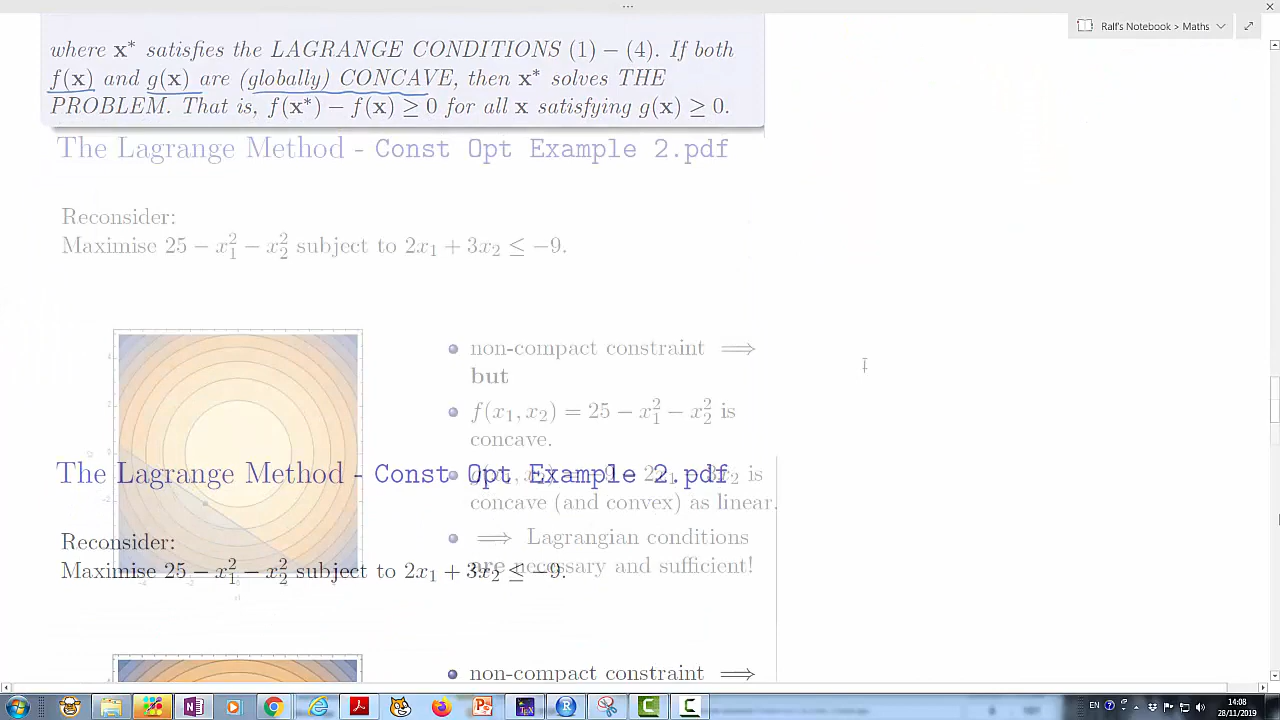 Ralf's Notebook > Maths
where x* satisfies the LAGRANGE CONDITIONS (1) − (4). If both
f(x) and g(x) are (globally) CONCAVE, then x* solves THE
PROBLEM. That is, f(x*) − f(x) ≥ 0 for all x satisfying g(x) ≥ 0.
The Lagrange Method - Const Opt Example 2.pdf
Reconsider:
Maximise 25 − x₁² − x₂² subject to 2x₁ + 3x₂ ≤ −9.
non-compact constraint ⟹
but
f(x₁, x₂) = 25 − x₁² − x₂² is
concave.
The Lagrange Method - Const Opt Example 2.pdf
is
concave (and convex) as linear.
⟹ Lagrangian conditions
are necessary and sufficient!
Reconsider:
Maximise 25 − x₁² − x₂² subject to 2x₁ + 3x₂ ≤ −9.
non-compact constraint ⟹
EN
14:08
28/11/2019